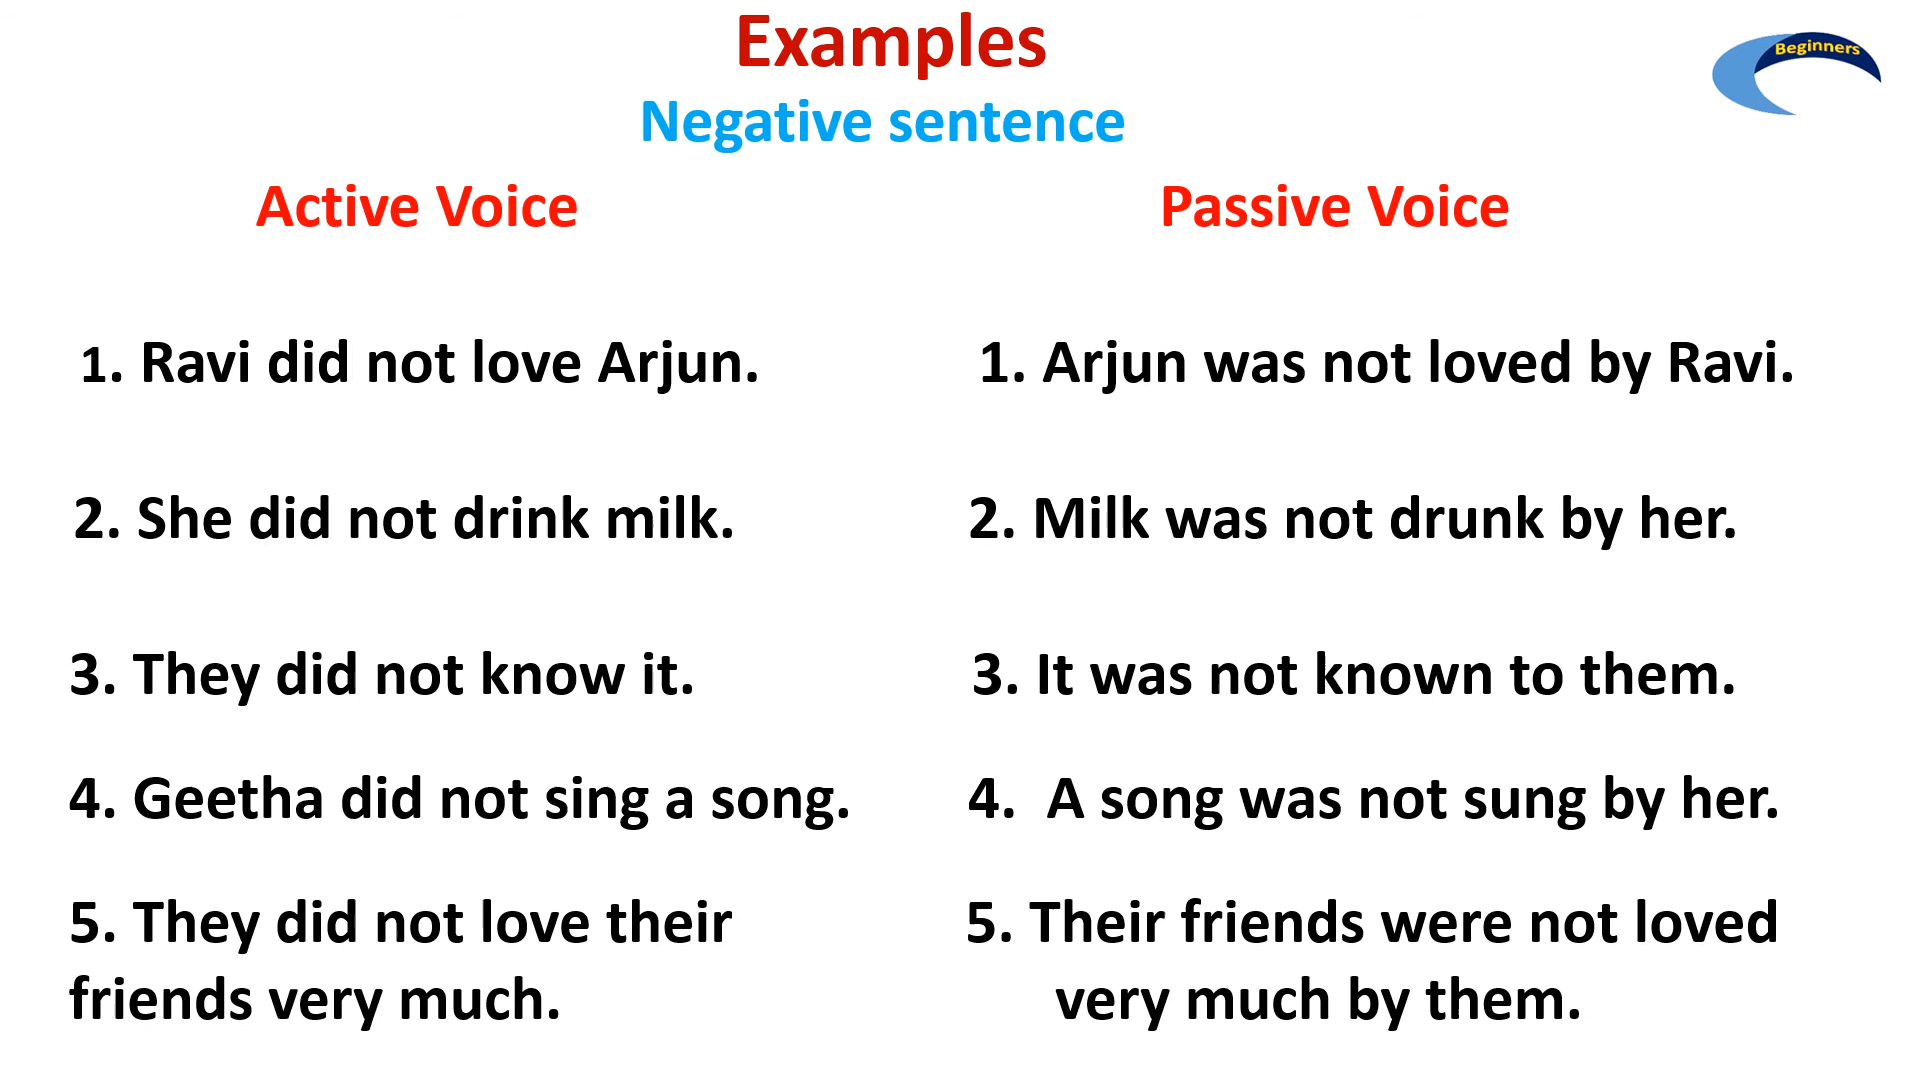 Examples
Beginners
Negative sentence
Active Voice
Passive Voice
1. Ravi did not love Arjun.
1. Arjun was not loved by Ravi.
2. She did not drink milk.
2. Milk was not drunk by her.
3. They did not know it.
3. It was not known to them.
4. Geetha did not sing a song.
4. A song was not sung by her.
5. They did not love their
friends very much.
5. Their friends were not loved
very much by them.